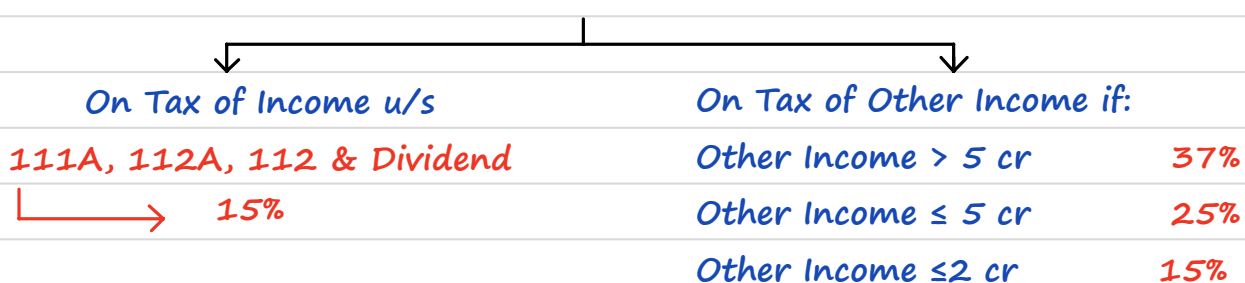 On Tax of Income u/s
111A, 112A, 112 & Dividend
15%
On Tax of Other Income if:
Other Income > 5 cr 37%
Other Income ≤ 5 cr 25%
Other Income ≤2 cr 15%